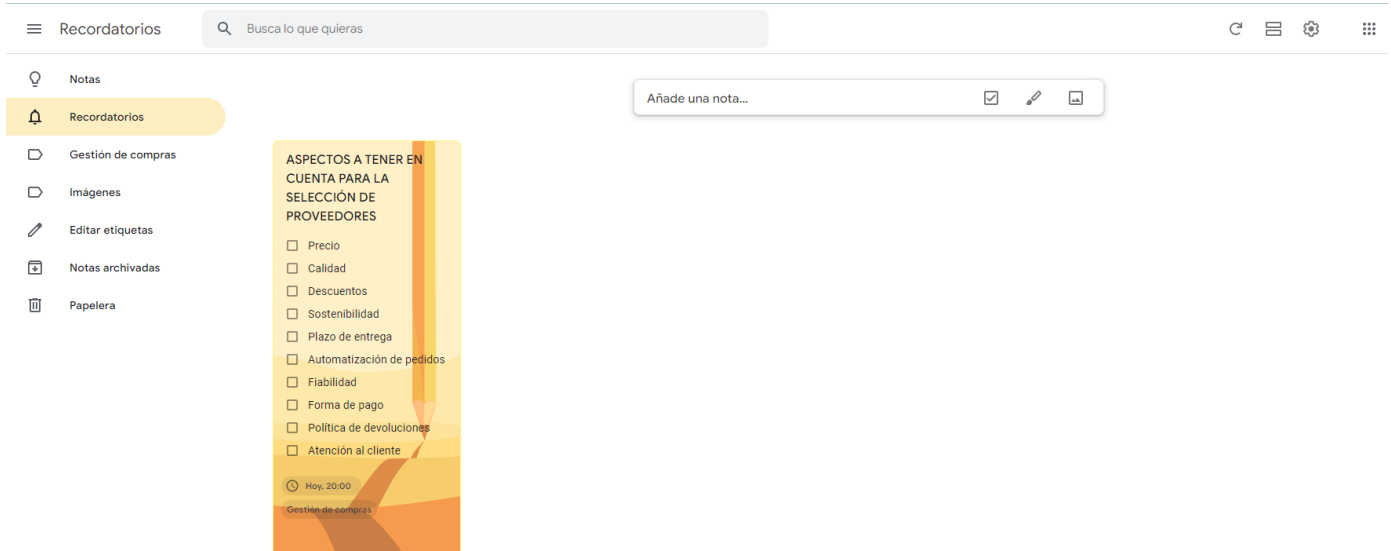 Recordatorios
Busca lo que quieras
Notas
Recordatorios
Gestión de compras
Imágenes
Editar etiquetas
Notas archivadas
Papelera
Añade una nota...
ASPECTOS A TENER EN
CUENTA PARA LA
SELECCIÓN DE
PROVEEDORES
Precio
Calidad
Descuentos
Sostenibilidad
Plazo de entrega
Automatización de pedidos
Fiabilidad
Forma de pago
Política de devoluciones
Atención al cliente
Hoy, 20:00
Gestión de compras